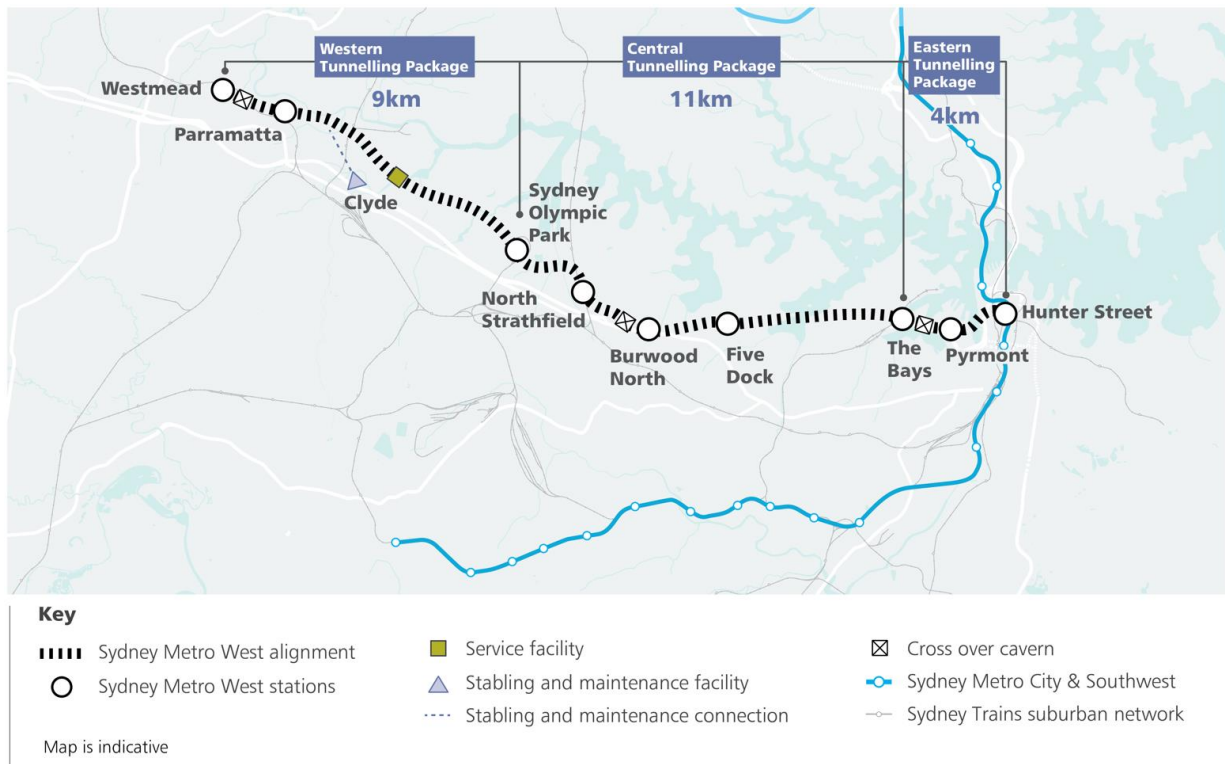 Western
Tunnelling Package
9km
Central
Tunnelling Package
11km
Eastern
Tunnelling
Package
4km
Westmead
Parramatta
Clyde
Sydney
Olympic
Park
North
Strathfield
Burwood
North
Five
Dock
The
Bays
Pyrmont
Hunter Street
Key
Sydney Metro West alignment
Sydney Metro West stations
Map is indicative
Service facility
Stabling and maintenance facility
Stabling and maintenance connection
Cross over cavern
Sydney Metro City & Southwest
Sydney Trains suburban network